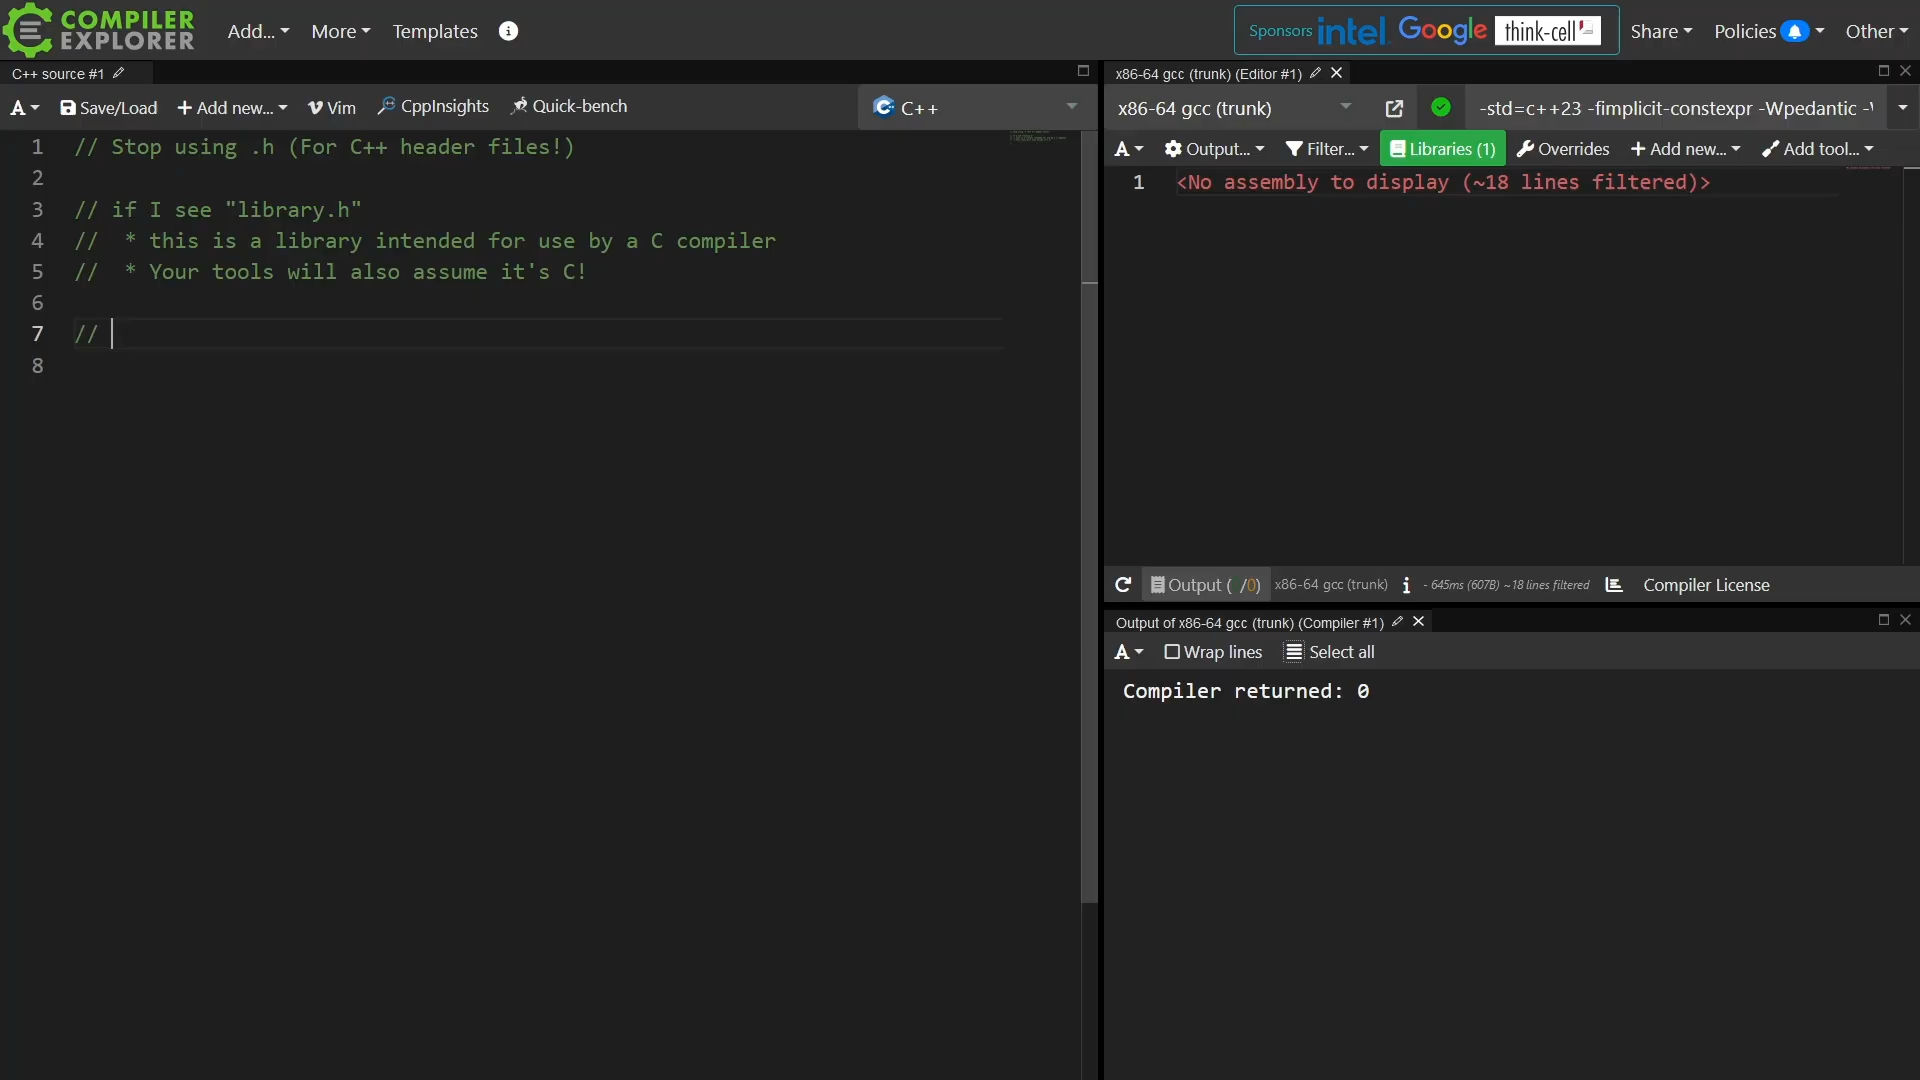 COMPILER EXPLORER
Add...
More
Templates
Sponsors intel. Google think-cell
Share
Policies
Other
C++ source #1
A
Save/Load
Add new...
Vim
CppInsights
Quick-bench
C++
1 // Stop using .h (For C++ header files!)
2
3 // if I see "library.h"
4 //  * this is a library intended for use by a C compiler
5 //  * Your tools will also assume it's C!
6
7 //
8
x86-64 gcc (trunk) (Editor #1)
x86-64 gcc (trunk)
-std=c++23 -fimplicit-constexpr -Wpedantic
A
Output...
Filter...
Libraries (1)
Overrides
Add new...
Add tool...
1 <No assembly to display (~18 lines filtered)>
Output ( /0)
x86-64 gcc (trunk)
- 645ms (607B) ~18 lines filtered
Compiler License
Output of x86-64 gcc (trunk) (Compiler #1)
A
Wrap lines
Select all
Compiler returned: 0